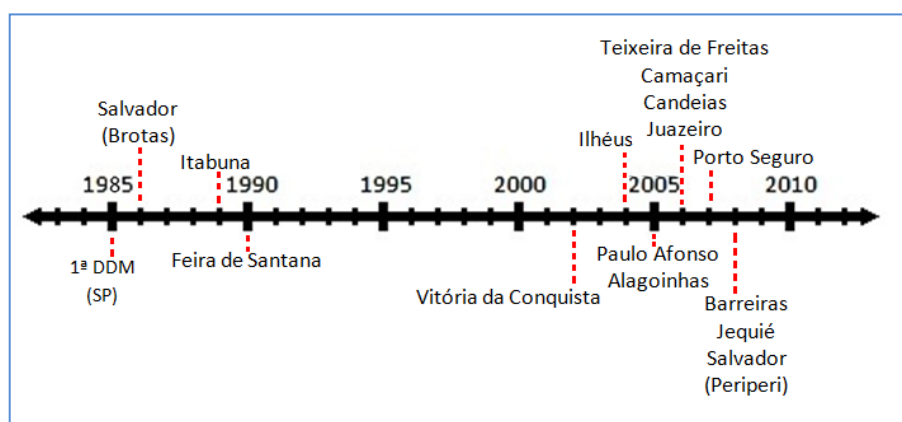 Teixeira de Freitas
Camaçari
Candeias
Juazeiro
Salvador
(Brotas)
Itabuna
Ilhéus
Porto Seguro
1985
1990
1995
2000
2005
2010
1ª DDM
(SP)
Feira de Santana
Vitória da Conquista
Paulo Afonso
Alagoinhas
Barreiras
Jequié
Salvador
(Periperi)